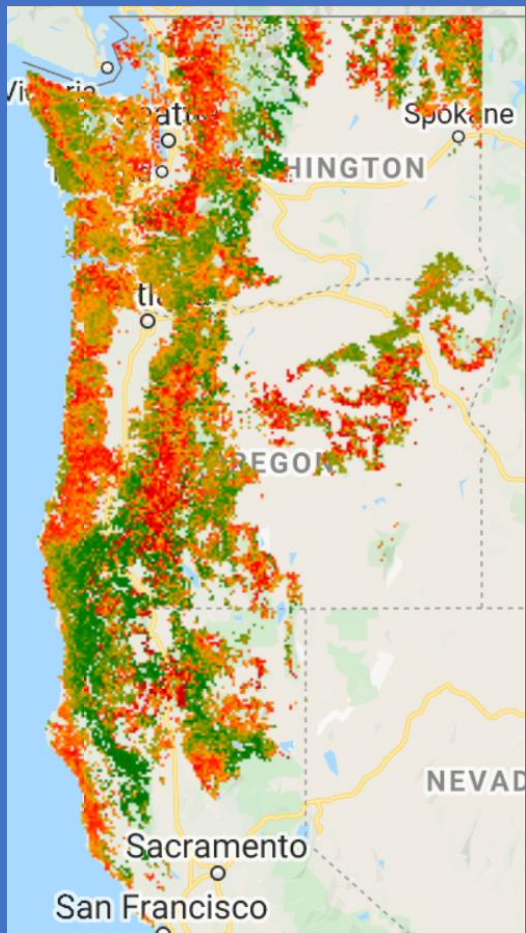 Spokane
HINGTON
REGON
NEVAD
Sacramento
San Francisco